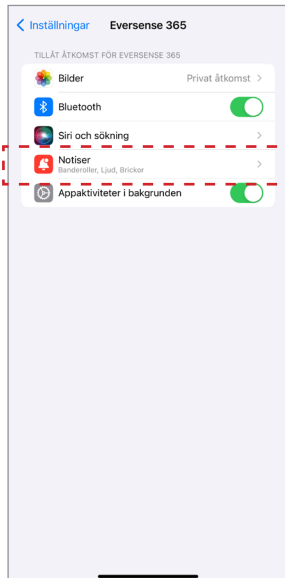 Inställningar Eversense 365
TILLÅT ÅTKOMST FÖR EVERSENSE 365
Bilder Privat åtkomst
Bluetooth
Siri och sökning
Notiser
Banderoller, Ljud, Brickor
Appaktiviteter i bakgrunden